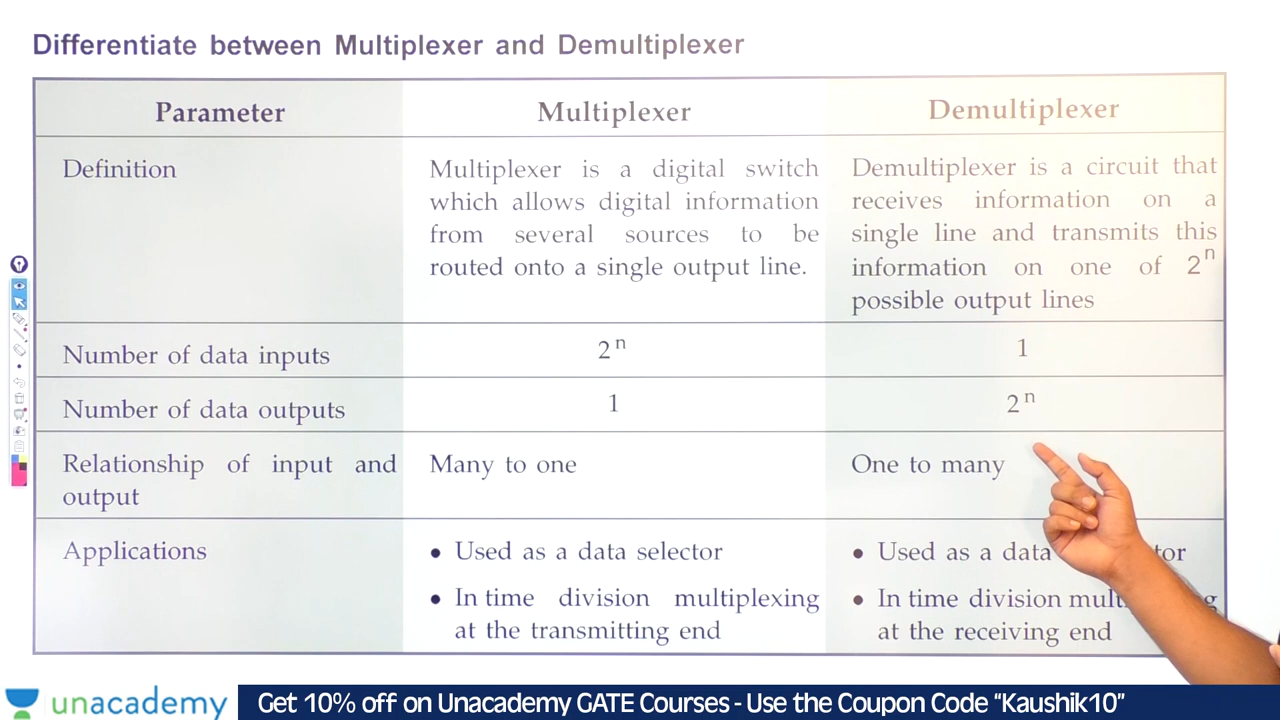 Differentiate between Multiplexer and Demultiplexer
Parameter
Multiplexer
Demultiplexer
Definition
Multiplexer is a digital switch
which allows digital information
from several sources to be
routed onto a single output line.
Demultiplexer is a circuit that
receives information on a
single line and transmits this
information on one of 2ⁿ
possible output lines
Number of data inputs
2ⁿ
1
Number of data outputs
1
2ⁿ
Relationship of input and
output
Many to one
One to many
Applications
• Used as a data selector
• In time division multiplexing
at the transmitting end
• Used as a data
• In time division
at the receiving end
unacademy
Get 10% off on Unacademy GATE Courses - Use the Coupon Code “Kaushik10”